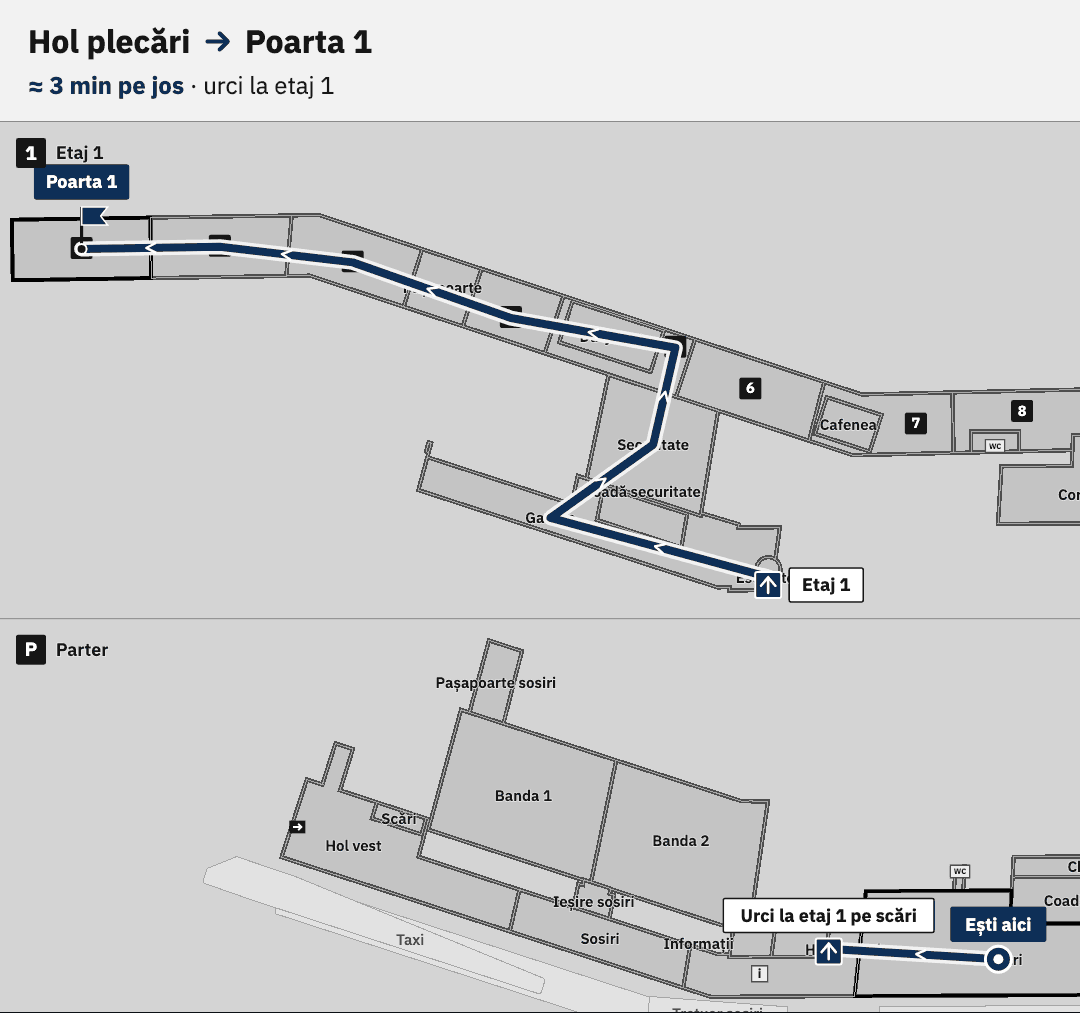 Hol plecări → Poarta 1
≈ 3 min pe jos · urci la etaj 1
1 Etaj 1
Poarta 1
6
Cafenea
7
8
WC
securitate
Etaj 1
P Parter
Pașapoarte sosiri
Banda 1
Scări
Banda 2
Hol vest
WC
Ieșire sosiri
Urci la etaj 1 pe scări
Ești aici
Taxi
Sosiri
Informații
i
Trotuar sosiri